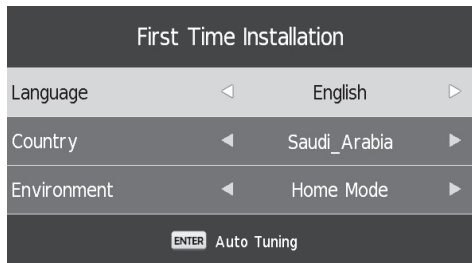 First Time Installation
Language English
Country Saudi_Arabia
Environment Home Mode
ENTER Auto Tuning